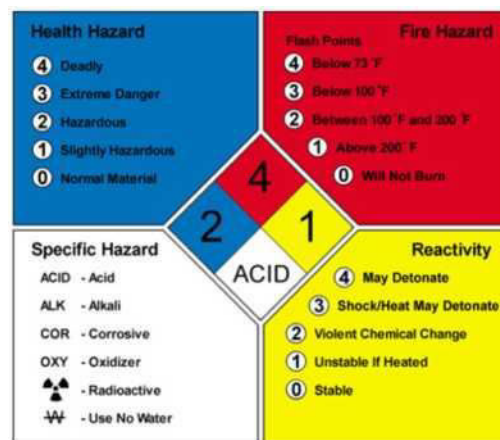 Health Hazard
4 Deadly
3 Extreme Danger
2 Hazardous
1 Slightly Hazardous
0 Normal Material
Fire Hazard
Flash Points
4 Below 73 °F
3 Below 100 °F
2 Between 100 °F and 200 °F
1 Above 200 °F
0 Will Not Burn
4
2
1
ACID
Specific Hazard
ACID - Acid
ALK - Alkali
COR - Corrosive
OXY - Oxidizer
- Radioactive
W - Use No Water
Reactivity
4 May Detonate
3 Shock/Heat May Detonate
2 Violent Chemical Change
1 Unstable If Heated
0 Stable